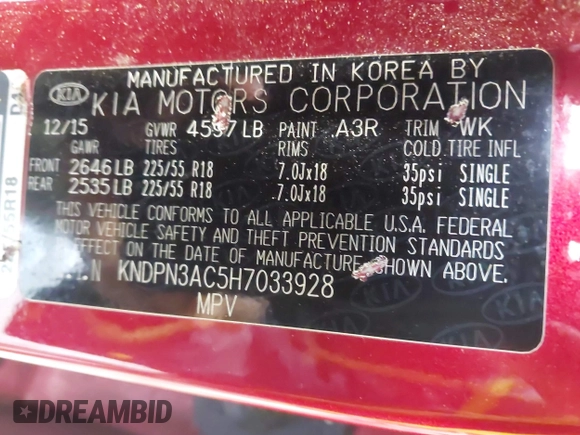 MANUFACTURED IN KOREA BY
KIA KIA MOTORS CORPORATION
12/15 GVWR 4597 LB PAINT A3R TRIM WK
GAWR TIRES RIMS COLD TIRE INFL
FRONT 2646 LB 225/55 R18 7.0Jx18 35psi SINGLE
REAR 2535 LB 225/55 R18 7.0Jx18 35psi SINGLE
THIS VEHICLE CONFORMS TO ALL APPLICABLE U.S.A. FEDERAL
MOTOR VEHICLE SAFETY AND THEFT PREVENTION STANDARDS
EFFECT ON THE DATE OF MANUFACTURE SHOWN ABOVE.
KNDPN3AC5H7033928
MPV
DREAMBID